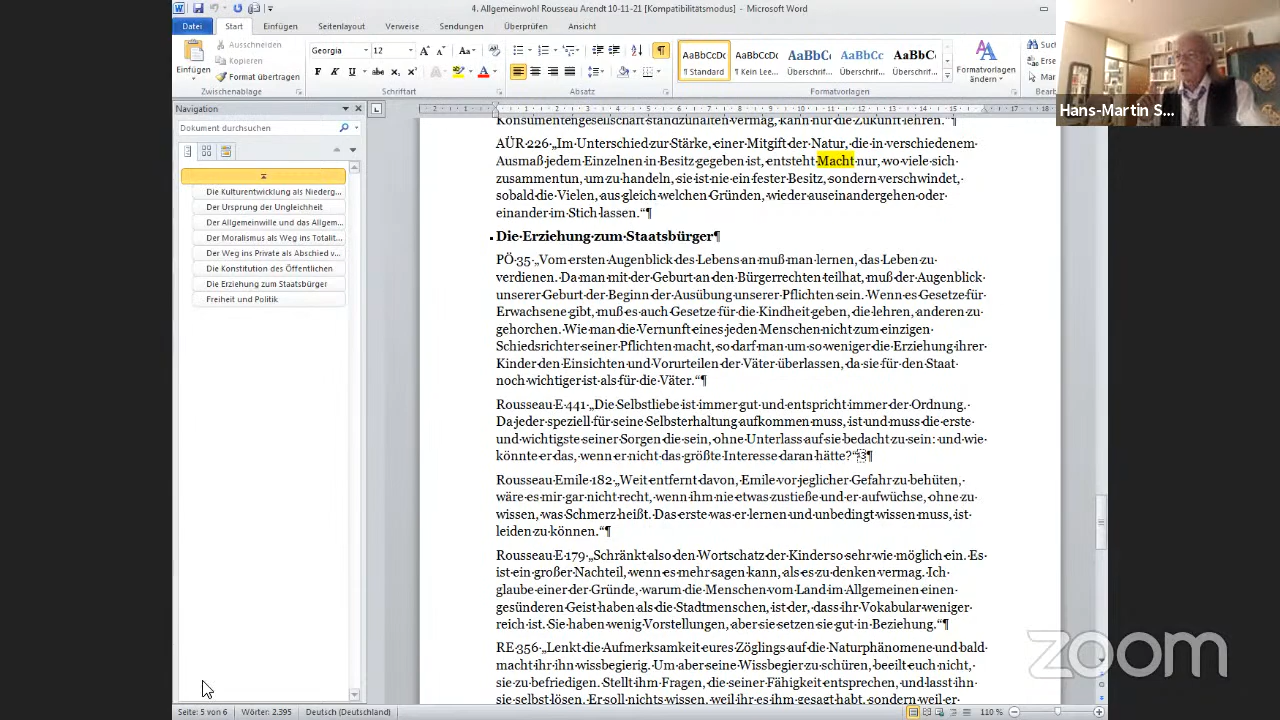 4. Allgemeinwohl Rousseau Arendt 10-11-21 [Kompatibilitätsmodus] - Microsoft Word
Datei Start Einfügen Seitenlayout Verweise Sendungen Überprüfen Ansicht
Einfügen
Ausschneiden
Kopieren
Format übertragen
Zwischenablage
Georgia 12
Schriftart
Absatz
AaBbCcDc AaBbCcDc AaBbCc AaBbCc AaBbCc
¶ Standard ¶ Kein Lee... Überschrif... Überschrif... Überschrif...
Formatvorlagen ändern
Formatvorlagen
Suc
Erse
Mar
Hans-Martin S...
Navigation
Dokument durchsuchen
Die Kulturentwicklung als Niederg...
Der Ursprung der Ungleichheit
Der Allgemeinwille und das Allgem...
Der Moralismus als Weg ins Totalit...
Der Weg ins Private als Abschied v...
Die Konstitution des Öffentlichen
Die Erziehung zum Staatsbürger
Freiheit und Politik
Konsumentengesellschaft standzuhalten vermag, kann nur die Zukunft lehren.“¶
AÜR 226 „Im Unterschied zur Stärke, einer Mitgift der Natur, die in verschiedenem
Ausmaß jedem Einzelnen in Besitz gegeben ist, entsteht Macht nur, wo viele sich
zusammentun, um zu handeln, sie ist nie ein fester Besitz, sondern verschwindet,
sobald die Vielen, aus gleich welchen Gründen, wieder auseinandergehen oder
einander im Stich lassen.“¶
Die Erziehung zum Staatsbürger¶
PÖ 35 „Vom ersten Augenblick des Lebens an muß man lernen, das Leben zu
verdienen. Da man mit der Geburt an den Bürgerrechten teilhat, muß der Augenblick
unserer Geburt der Beginn der Ausübung unserer Pflichten sein. Wenn es Gesetze für
Erwachsene gibt, muß es auch Gesetze für die Kindheit geben, die lehren, anderen zu
gehorchen. Wie man die Vernunft eines jeden Menschen nicht zum einzigen
Schiedsrichter seiner Pflichten macht, so darf man um so weniger die Erziehung ihrer
Kinder den Einsichten und Vorurteilen der Väter überlassen, da sie für den Staat
noch wichtiger ist als für die Väter.“¶
Rousseau E 441 „Die Selbstliebe ist immer gut und entspricht immer der Ordnung.
Da jeder speziell für seine Selbsterhaltung aufkommen muss, ist und muss die erste
und wichtigste seiner Sorgen die sein, ohne Unterlass auf sie bedacht zu sein: und wie
könnte er das, wenn er nicht das größte Interesse daran hätte?“¶
Rousseau Emile 182 „Weit entfernt davon, Emile vor jeglicher Gefahr zu behüten,
wäre es mir gar nicht recht, wenn ihm nie etwas zustieße und er aufwüchse, ohne zu
wissen, was Schmerz heißt. Das erste was er lernen und unbedingt wissen muss, ist
leiden zu können.“¶
Rousseau E 179 „Schränkt also den Wortschatz der Kinder so sehr wie möglich ein. Es
ist ein großer Nachteil, wenn es mehr sagen kann, als es zu denken vermag. Ich
glaube einer der Gründe, warum die Menschen vom Land im Allgemeinen einen
gesünderen Geist haben als die Stadtmenschen, ist der, dass ihr Vokabular weniger
reich ist. Sie haben wenig Vorstellungen, aber sie setzen sie gut in Beziehung.“¶
RE 356 „Lenkt die Aufmerksamkeit eures Zöglings auf die Naturphänomene und bald
macht ihr ihn wissbegierig. Um aber seine Wissbegier zu schüren, beeilt euch nicht,
sie zu befriedigen. Stellt ihm Fragen, die seiner Fähigkeit entsprechen, und lasst ihn
sie selbst lösen. Er soll nichts wissen, weil ihr es ihm gesagt habt, sondern weil er
zoom
Seite: 5 von 6 Wörter: 2.395 Deutsch (Deutschland) 110 %